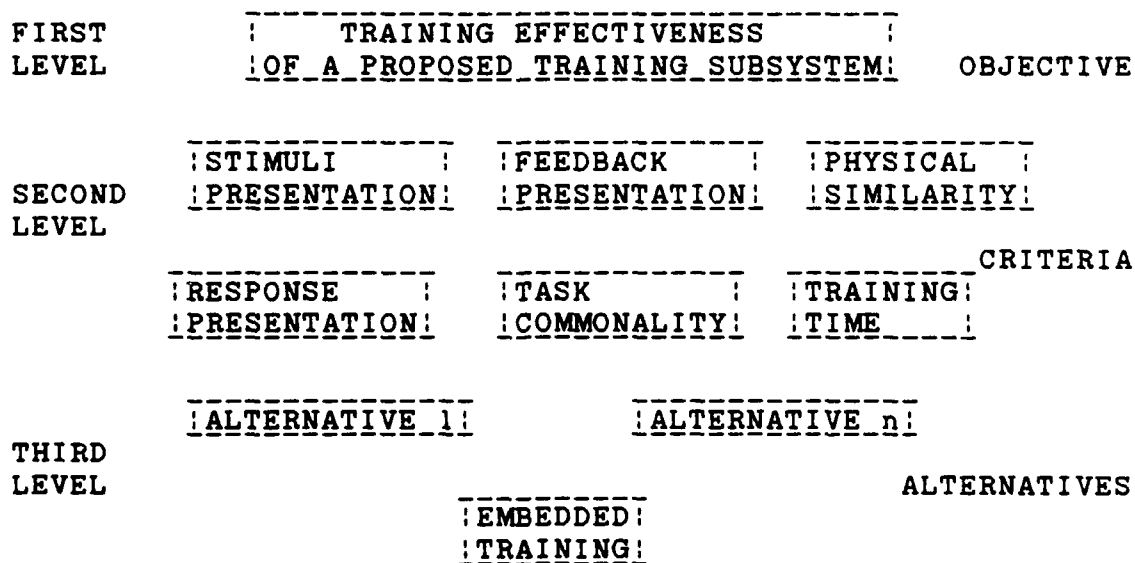 FIRST TRAINING EFFECTIVENESS
LEVEL OF A PROPOSED TRAINING SUBSYSTEM OBJECTIVE
STIMULI FEEDBACK PHYSICAL
SECOND PRESENTATION PRESENTATION SIMILARITY
LEVEL
CRITERIA
RESPONSE TASK TRAINING
PRESENTATION COMMONALITY TIME
ALTERNATIVE 1 ALTERNATIVE n
THIRD
LEVEL ALTERNATIVES
EMBEDDED
TRAINING